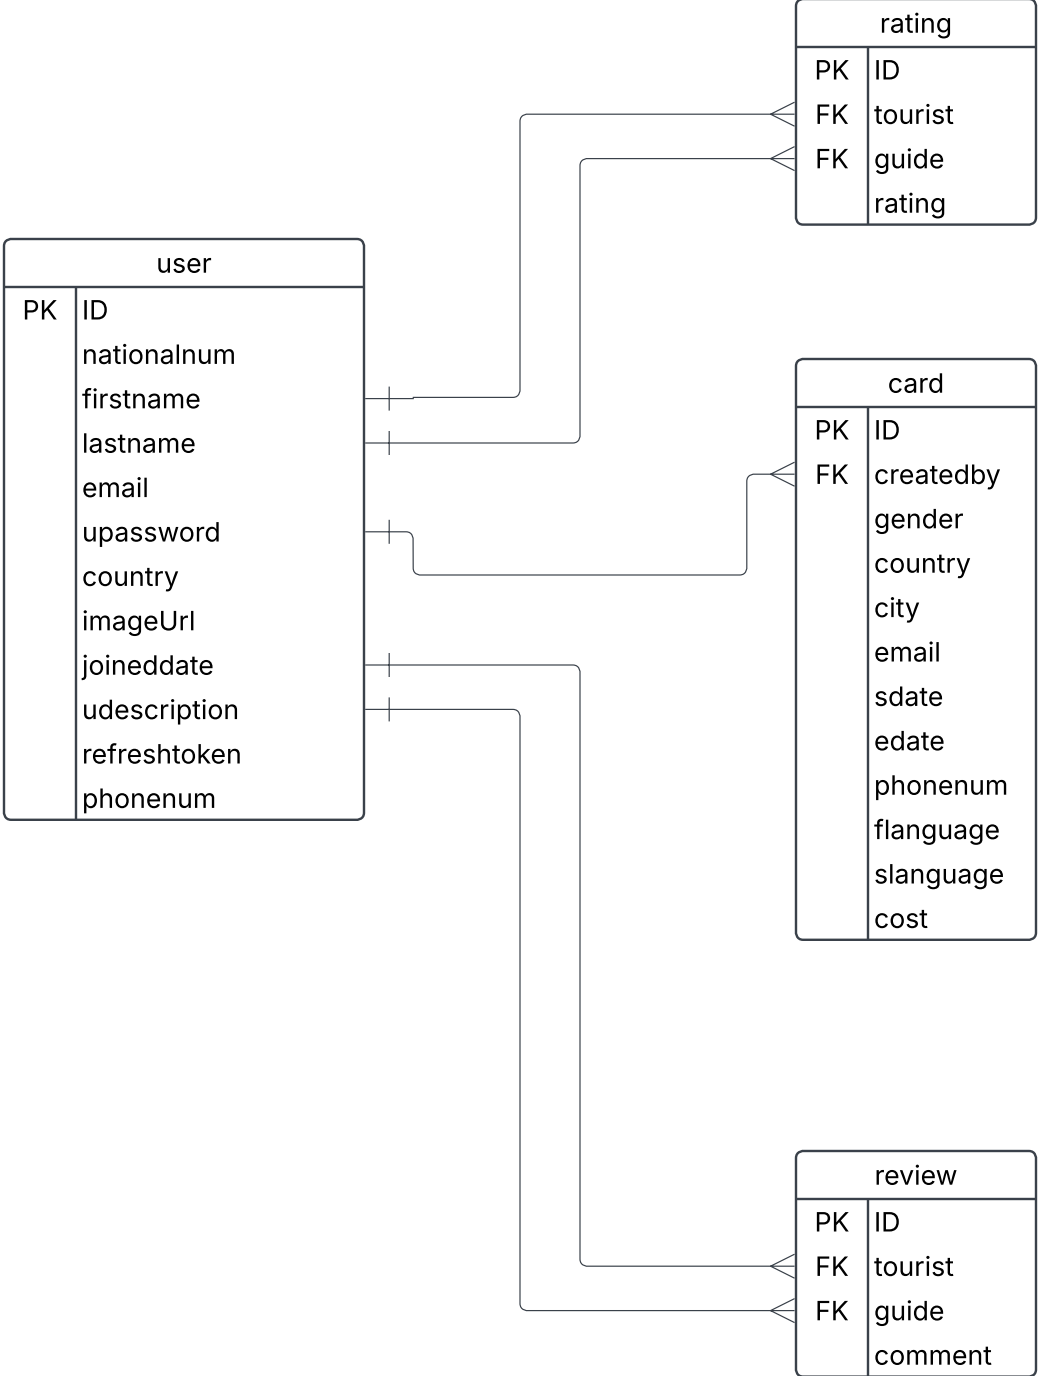 user
PK ID
nationalnum
firstname
lastname
email
upassword
country
imageUrl
joineddate
udescription
refreshtoken
phonenum
rating
PK ID
FK tourist
FK guide
rating
card
PK ID
FK createdby
gender
country
city
email
sdate
edate
phonenum
flanguage
slanguage
cost
review
PK ID
FK tourist
FK guide
comment